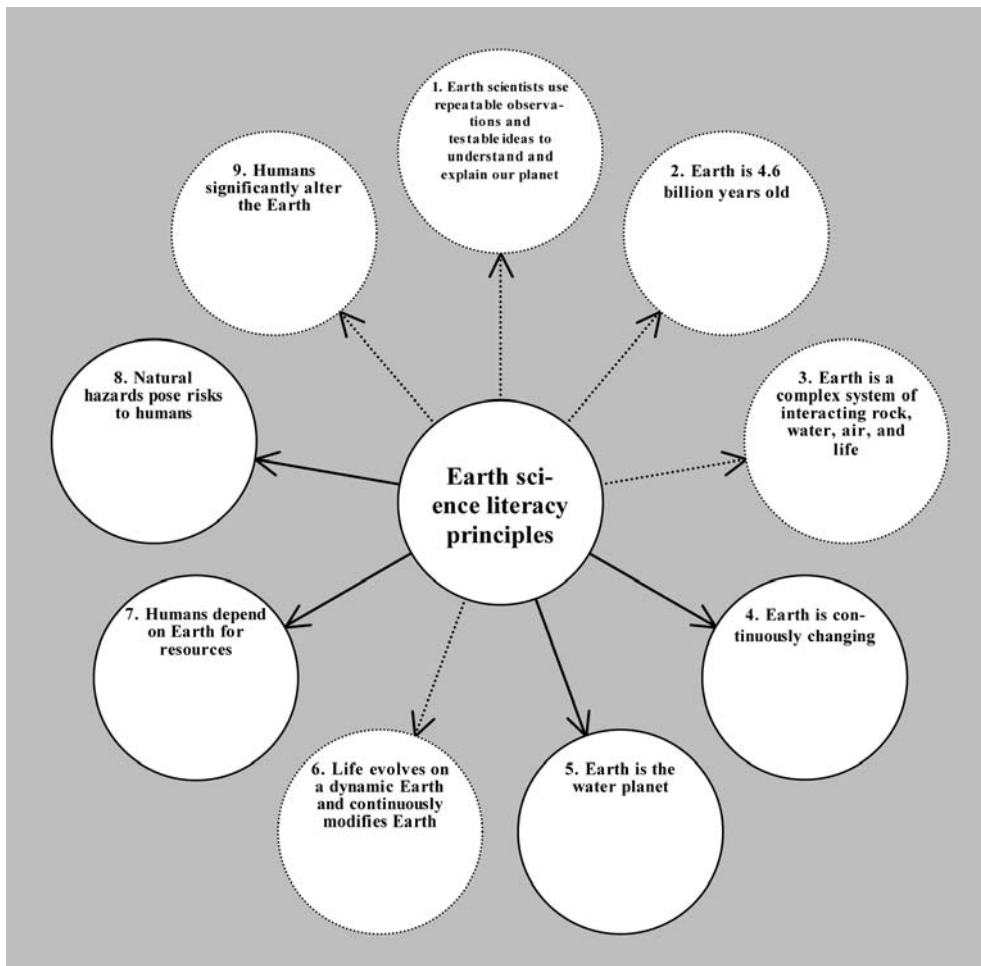 1. Earth scientists use
repeatable observa-
tions and
testable ideas to
understand and
explain our planet
2. Earth is 4.6
billion years old
3. Earth is a
complex system of
interacting rock,
water, air, and
life
4. Earth is con-
tinuously changing
5. Earth is the
water planet
6. Life evolves on
a dynamic Earth
and continuously
modifies Earth
7. Humans depend
on Earth for
resources
8. Natural
hazards pose risks
to humans
9. Humans
significantly alter
the Earth
Earth sci-
ence literacy
principles